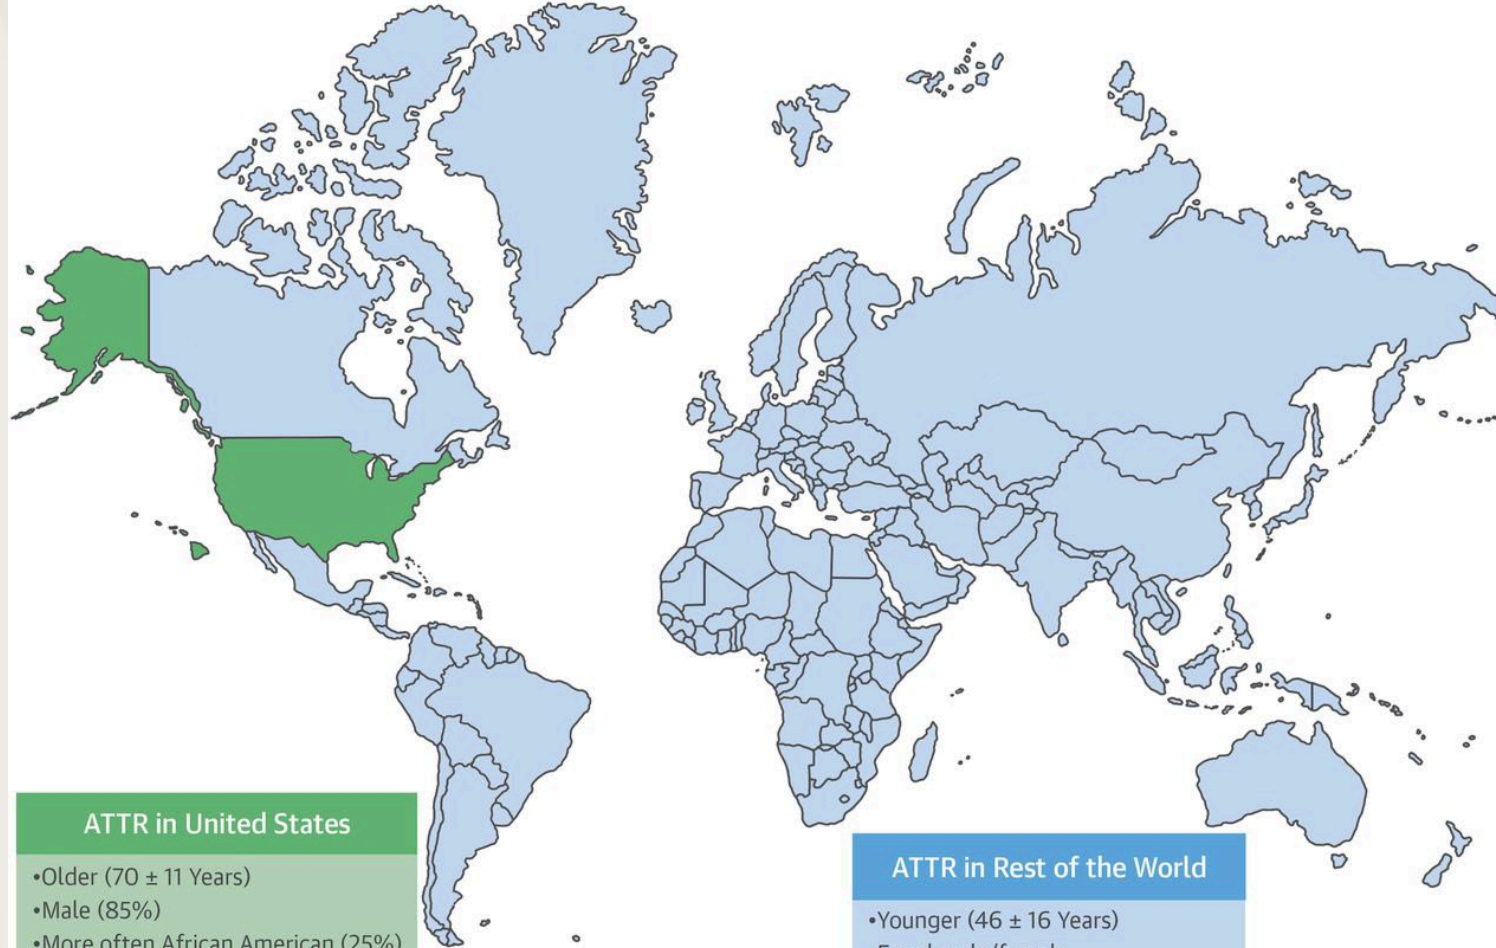 ATTR in United States
•Older (70 ± 11 Years)
•Male (85%)
•More often African American (25%)
ATTR in Rest of the World
•Younger (46 ± 16 Years)